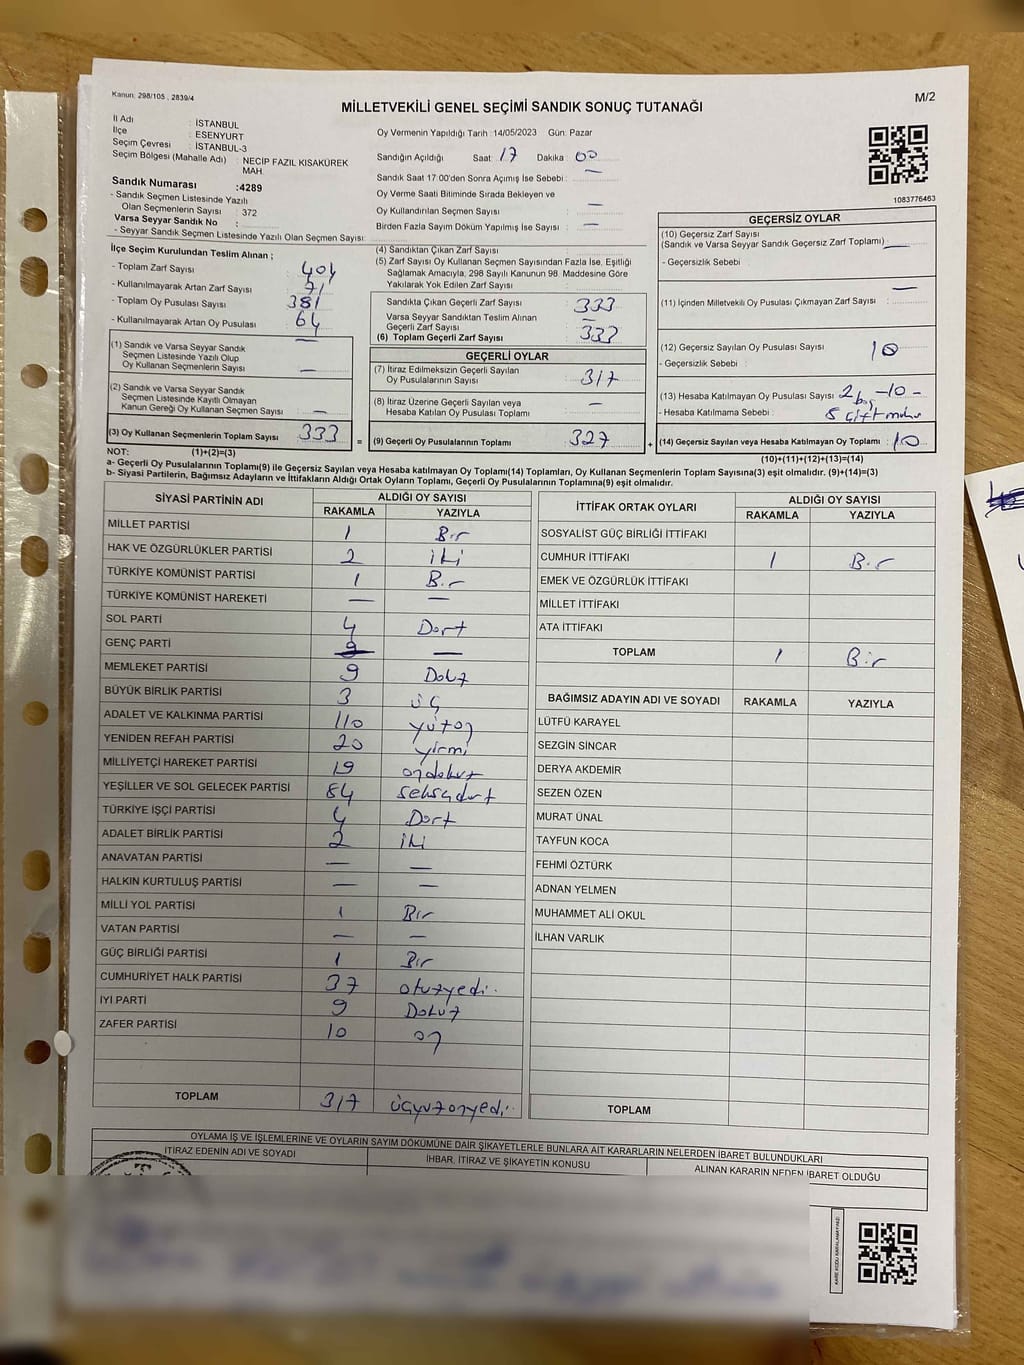 Kanun: 298/105 , 2839/4
M/2
MİLLETVEKİLİ GENEL SEÇİMİ SANDIK SONUÇ TUTANAĞI
İl Adı : İSTANBUL
İlçe : ESENYURT
Seçim Çevresi : İSTANBUL-3
Seçim Bölgesi (Mahalle Adı) : NECİP FAZIL KISAKÜREK MAH.
Sandık Numarası :4289
- Sandık Seçmen Listesinde Yazılı
Olan Seçmenlerin Sayısı : 372
Varsa Seyyar Sandık No :
- Seyyar Sandık Seçmen Listesinde Yazılı Olan Seçmen Sayısı:
Oy Vermenin Yapıldığı Tarih :14/05/2023 Gün: Pazar
Sandığın Açıldığı Saat: 17 Dakika : 00
Sandık Saat 17:00'den Sonra Açımış İse Sebebi : —
Oy Verme Saati Bitiminde Sırada Bekleyen ve
Oy Kullandırılan Seçmen Sayısı : —
Birden Fazla Sayım Döküm Yapılmış İse Sayısı : —
1083776463
İlçe Seçim Kurulundan Teslim Alınan ;
- Toplam Zarf Sayısı : 404
- Kullanılmayarak Artan Zarf Sayısı : 71
- Toplam Oy Pusulası Sayısı : 381
- Kullanılmayarak Artan Oy Pusulası : 64
(1) Sandık ve Varsa Seyyar Sandık
Seçmen Listesinde Yazılı Olup
Oy Kullanan Seçmenlerin Sayısı : —
(2) Sandık ve Varsa Seyyar Sandık
Seçmen Listesinde Kayıtlı Olmayan
Kanun Gereği Oy Kullanan Seçmen Sayısı : —
(3) Oy Kullanan Seçmenlerin Toplam Sayısı : 333
(4) Sandıktan Çıkan Zarf Sayısı :
(5) Zarf Sayısı Oy Kullanan Seçmen Sayısından Fazla İse, Eşitliği
Sağlamak Amacıyla, 298 Sayılı Kanunun 98. Maddesine Göre
Yakılarak Yok Edilen Zarf Sayısı :
Sandıkta Çıkan Geçerli Zarf Sayısı : 333
Varsa Seyyar Sandıktan Teslim Alınan
Geçerli Zarf Sayısı : —
(6) Toplam Geçerli Zarf Sayısı : 333
GEÇERLİ OYLAR
(7) İtiraz Edilmeksizin Geçerli Sayılan
Oy Pusulalarının Sayısı : 317
(8) İtiraz Üzerine Geçerli Sayılan veya
Hesaba Katılan Oy Pusulası Toplamı : —
= (9) Geçerli Oy Pusulalarının Toplamı : 327
GEÇERSİZ OYLAR
(10) Geçersiz Zarf Sayısı
(Sandık ve Varsa Seyyar Sandık Geçersiz Zarf Toplamı) : —
- Geçersizlik Sebebi :
(11) İçinden Milletvekili Oy Pusulası Çıkmayan Zarf Sayısı : —
(12) Geçersiz Sayılan Oy Pusulası Sayısı : 10
- Geçersizlik Sebebi :
(13) Hesaba Katılmayan Oy Pusulası Sayısı : 2 boş -10-
- Hesaba Katılmama Sebebi : 8 çift mühür
+ (14) Geçersiz Sayılan veya Hesaba Katılmayan Oy Toplamı : 10
NOT: (1)+(2)=(3) (10)+(11)+(12)+(13)=(14)
a- Geçerli Oy Pusulalarının Toplamı(9) ile Geçersiz Sayılan veya Hesaba katılmayan Oy Toplamı(14) Toplamları, Oy Kullanan Seçmenlerin Toplam Sayısına(3) eşit olmalıdır. (9)+(14)=(3)
b- Siyasi Partilerin, Bağımsız Adayların ve İttifakların Aldığı Oyların Toplamı, Geçerli Oy Pusulalarının Toplamına(9) eşit olmalıdır.
SİYASİ PARTİNİN ADI ALDIĞI OY SAYISI
RAKAMLA YAZIYLA
MİLLET PARTİSİ 1 Bir
HAK VE ÖZGÜRLÜKLER PARTİSİ 2 iki
TÜRKİYE KOMÜNİST PARTİSİ 1 Bir
TÜRKİYE KOMÜNİST HAREKETİ — —
SOL PARTİ 4 Dort
GENÇ PARTİ —
MEMLEKET PARTİSİ 9 Dokuz
BÜYÜK BİRLİK PARTİSİ 3 üç
ADALET VE KALKINMA PARTİSİ 110 yüzon
YENİDEN REFAH PARTİSİ 20 yirmi
MİLLİYETÇİ HAREKET PARTİSİ 19 ondokuz
YEŞİLLER VE SOL GELECEK PARTİSİ 84 seksendort
TÜRKİYE İŞÇİ PARTİSİ 4 Dort
ADALET BİRLİK PARTİSİ 2 iki
ANAVATAN PARTİSİ — —
HALKIN KURTULUŞ PARTİSİ — —
MİLLİ YOL PARTİSİ 1 Bir
VATAN PARTİSİ — —
GÜÇ BİRLİĞİ PARTİSİ 1 Bir
CUMHURİYET HALK PARTİSİ 37 otuzyedi.
İYİ PARTİ 9 Dokuz
ZAFER PARTİSİ 10 on
TOPLAM 317 üçyüzonyedi.
İTTİFAK ORTAK OYLARI ALDIĞI OY SAYISI
RAKAMLA YAZIYLA
SOSYALİST GÜÇ BİRLİĞİ İTTİFAKI
CUMHUR İTTİFAKI 1 Bir
EMEK VE ÖZGÜRLÜK İTTİFAKI
MİLLET İTTİFAKI
ATA İTTİFAKI
TOPLAM 1 Bir
BAĞIMSIZ ADAYIN ADI VE SOYADI RAKAMLA YAZIYLA
LÜTFÜ KARAYEL
SEZGİN SİNCAR
DERYA AKDEMİR
SEZEN ÖZEN
MURAT ÜNAL
TAYFUN KOCA
FEHMİ ÖZTÜRK
ADNAN YELMEN
MUHAMMET ALİ OKUL
İLHAN VARLIK
TOPLAM
OYLAMA İŞ VE İŞLEMLERİNE VE OYLARIN SAYIM DÖKÜMÜNE DAİR ŞİKAYETLERLE BUNLARA AİT KARARLARIN NELERDEN İBARET BULUNDUKLARI
İTİRAZ EDENİN ADI VE SOYADI İHBAR, İTİRAZ VE ŞİKAYETİN KONUSU ALINAN KARARIN NEDEN İBARET OLDUĞU
KARE KODU KARALAMAYINIZ!